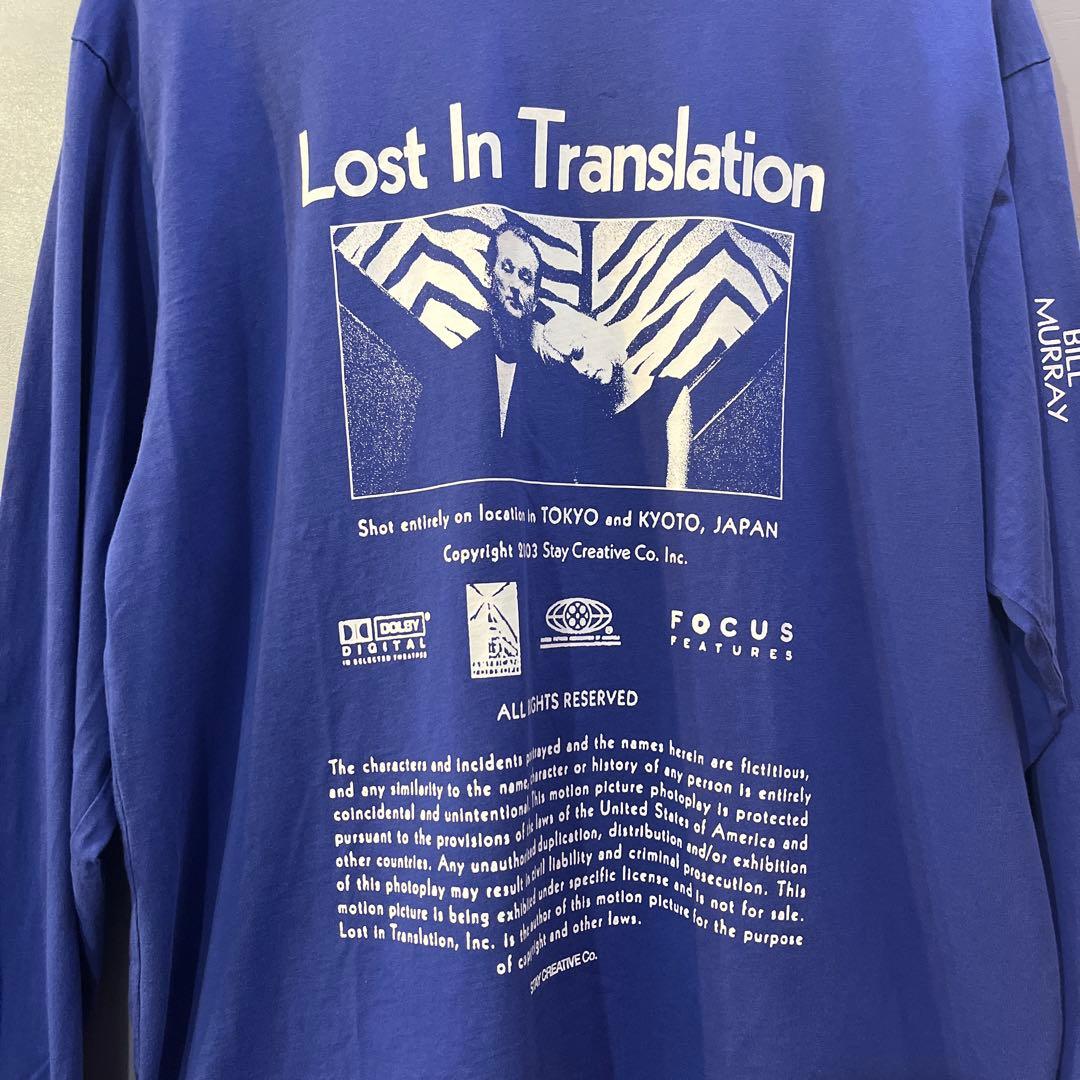 Lost In Translation
BILL
MURRAY
Shot entirely on location in TOKYO and KYOTO, JAPAN
Copyright 2003 Stay Creative Co. Inc.
DOLBY
DIGITAL
IN SELECTED THEATRES
FOCUS
FEATURES
ALL RIGHTS RESERVED
The characters and incidents portrayed and the names herein are fictitious,
and any similarity to the name, character or history of any person is entirely
coincidental and unintentional. This motion picture photoplay is protected
pursuant to the provisions of the laws of the United States of America and
other countries. Any unauthorized duplication, distribution and/or exhibition
of this photoplay may result in civil liability and criminal prosecution. This
motion picture is being exhibited under specific license and is not for sale.
Lost in Translation, Inc. is the author of this motion picture for the purpose
of copyright and other laws.
STAY CREATIVE Co.